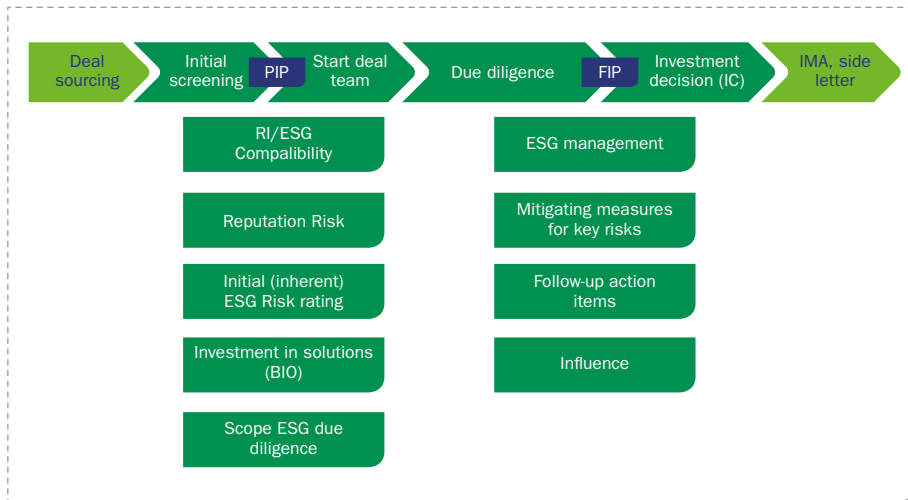 Deal
sourcing
Initial
screening
PIP
Start deal
team
Due diligence
FIP
Investment
decision (IC)
IMA, side
letter
RI/ESG
Compalibility
Reputation Risk
Initial (inherent)
ESG Risk rating
Investment in solutions
(BIO)
Scope ESG due
diligence
ESG management
Mitigating measures
for key risks
Follow-up action
items
Influence